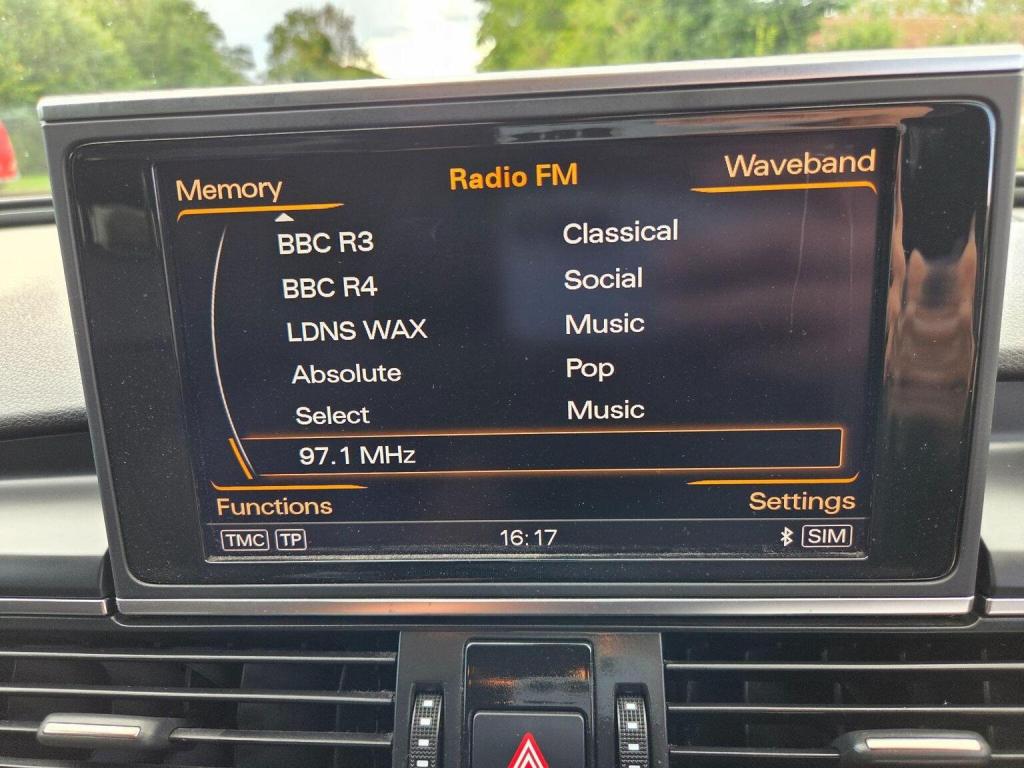 Memory Radio FM Waveband
BBC R3 Classical
BBC R4 Social
LDNS WAX Music
Absolute Pop
Select Music
97.1 MHz
Functions Settings
TMC TP 16:17 SIM